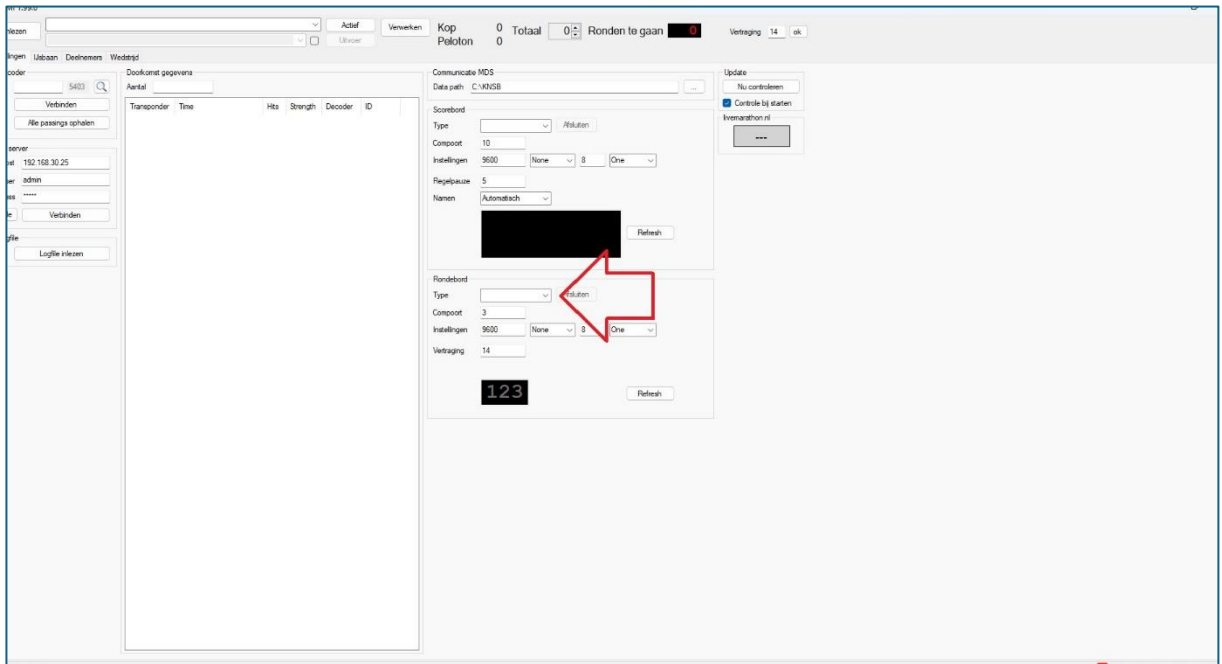 Actief
Verwerken
Kop 0
Totaal 0
Ronden te gaan 0
Vertraging 14 ok
Uitvoer
Peloton 0
IJsbaan Deelnemers Wedstrijd
5403
Verbinden
Alle passings ophalen
server
192.168.30.25
admin
*****
Verbinden
Logfile inlezen
Doorkomst gegevens
Aantal
Transponder Time Hits Strength Decoder ID
Communicatie MDS
Data path C:\KNSB ...
Scorebord
Type Afsluiten
Compoort 10
Instellingen 9600 None 8 One
Regelpauze 5
Namen Automatisch
Refresh
Rondebord
Type
Compoort 3
Instellingen 9600 None 8 One
Vertraging 14
123
Refresh
Update
Nu controleren
Controle bij starten
livemarathon.nl
---